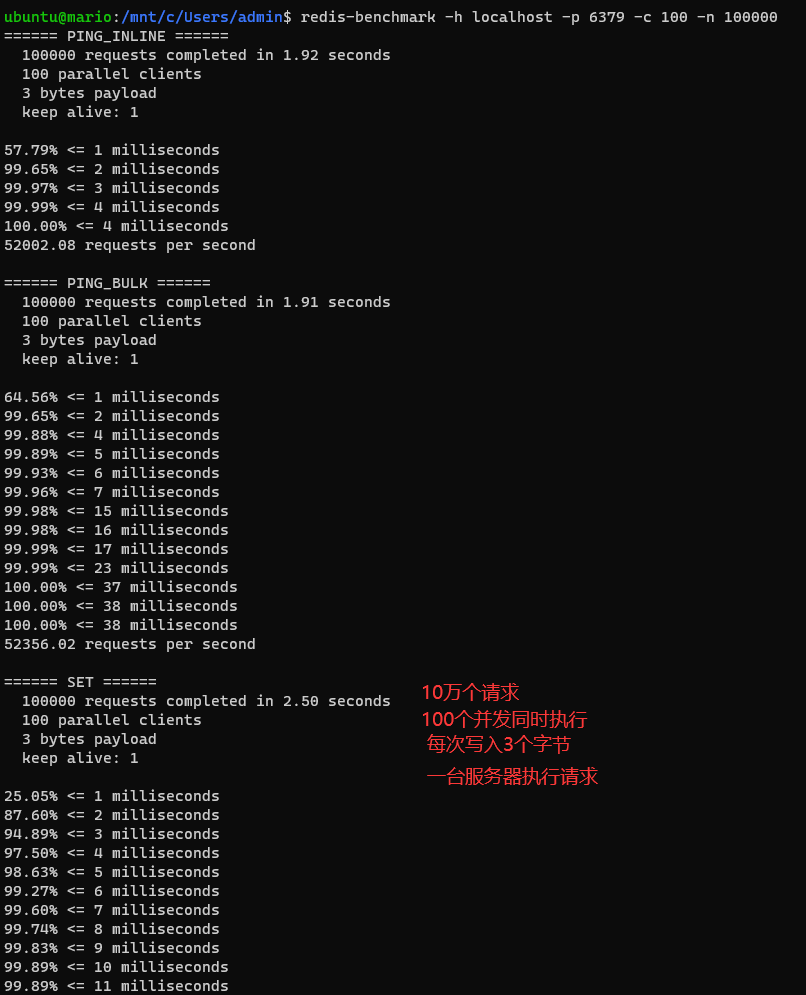 ubuntu@mario:/mnt/c/Users/admin$ redis-benchmark -h localhost -p 6379 -c 100 -n 100000
====== PING_INLINE ======
  100000 requests completed in 1.92 seconds
  100 parallel clients
  3 bytes payload
  keep alive: 1

57.79% <= 1 milliseconds
99.65% <= 2 milliseconds
99.97% <= 3 milliseconds
99.99% <= 4 milliseconds
100.00% <= 4 milliseconds
52002.08 requests per second

====== PING_BULK ======
  100000 requests completed in 1.91 seconds
  100 parallel clients
  3 bytes payload
  keep alive: 1

64.56% <= 1 milliseconds
99.65% <= 2 milliseconds
99.88% <= 4 milliseconds
99.89% <= 5 milliseconds
99.93% <= 6 milliseconds
99.96% <= 7 milliseconds
99.98% <= 15 milliseconds
99.98% <= 16 milliseconds
99.99% <= 17 milliseconds
99.99% <= 23 milliseconds
100.00% <= 37 milliseconds
100.00% <= 38 milliseconds
100.00% <= 38 milliseconds
52356.02 requests per second

====== SET ======
  100000 requests completed in 2.50 seconds 10万个请求
  100 parallel clients 100个并发同时执行
  3 bytes payload 每次写入3个字节
  keep alive: 1 一台服务器执行请求

25.05% <= 1 milliseconds
87.60% <= 2 milliseconds
94.89% <= 3 milliseconds
97.50% <= 4 milliseconds
98.63% <= 5 milliseconds
99.27% <= 6 milliseconds
99.60% <= 7 milliseconds
99.74% <= 8 milliseconds
99.83% <= 9 milliseconds
99.89% <= 10 milliseconds
99.89% <= 11 milliseconds